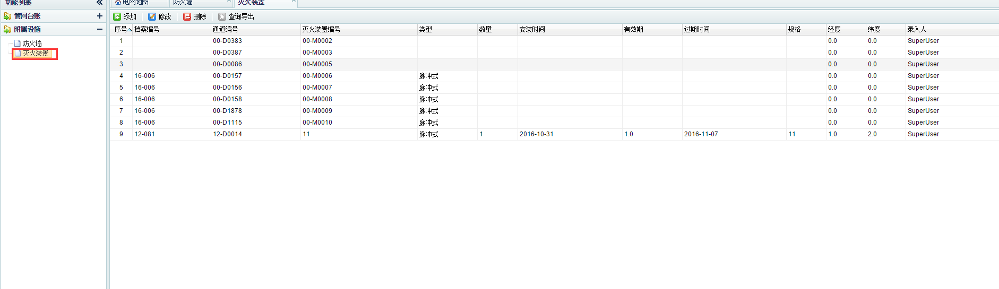 功能列表
电网地图 防火墙 灭火装置
添加 修改 删除 查询导出
管网台账
附属设施
防火墙
灭火装置
序号 档案编号 通道编号 灭火装置编号 类型 数量 安装时间 有效期 过期时间 规格 经度 纬度 录入人
1 00-D0383 00-M0002 0.0 0.0 SuperUser
2 00-D0387 00-M0003 0.0 0.0 SuperUser
3 00-D0086 00-M0005 0.0 0.0 SuperUser
4 16-006 00-D0157 00-M0006 脉冲式 0.0 0.0 SuperUser
5 16-006 00-D0156 00-M0007 脉冲式 0.0 0.0 SuperUser
6 16-006 00-D0158 00-M0008 脉冲式 0.0 0.0 SuperUser
7 16-006 00-D1878 00-M0009 脉冲式 0.0 0.0 SuperUser
8 16-006 00-D1115 00-M0010 脉冲式 0.0 0.0 SuperUser
9 12-081 12-D0014 11 脉冲式 1 2016-10-31 1.0 2016-11-07 11 1.0 2.0 SuperUser